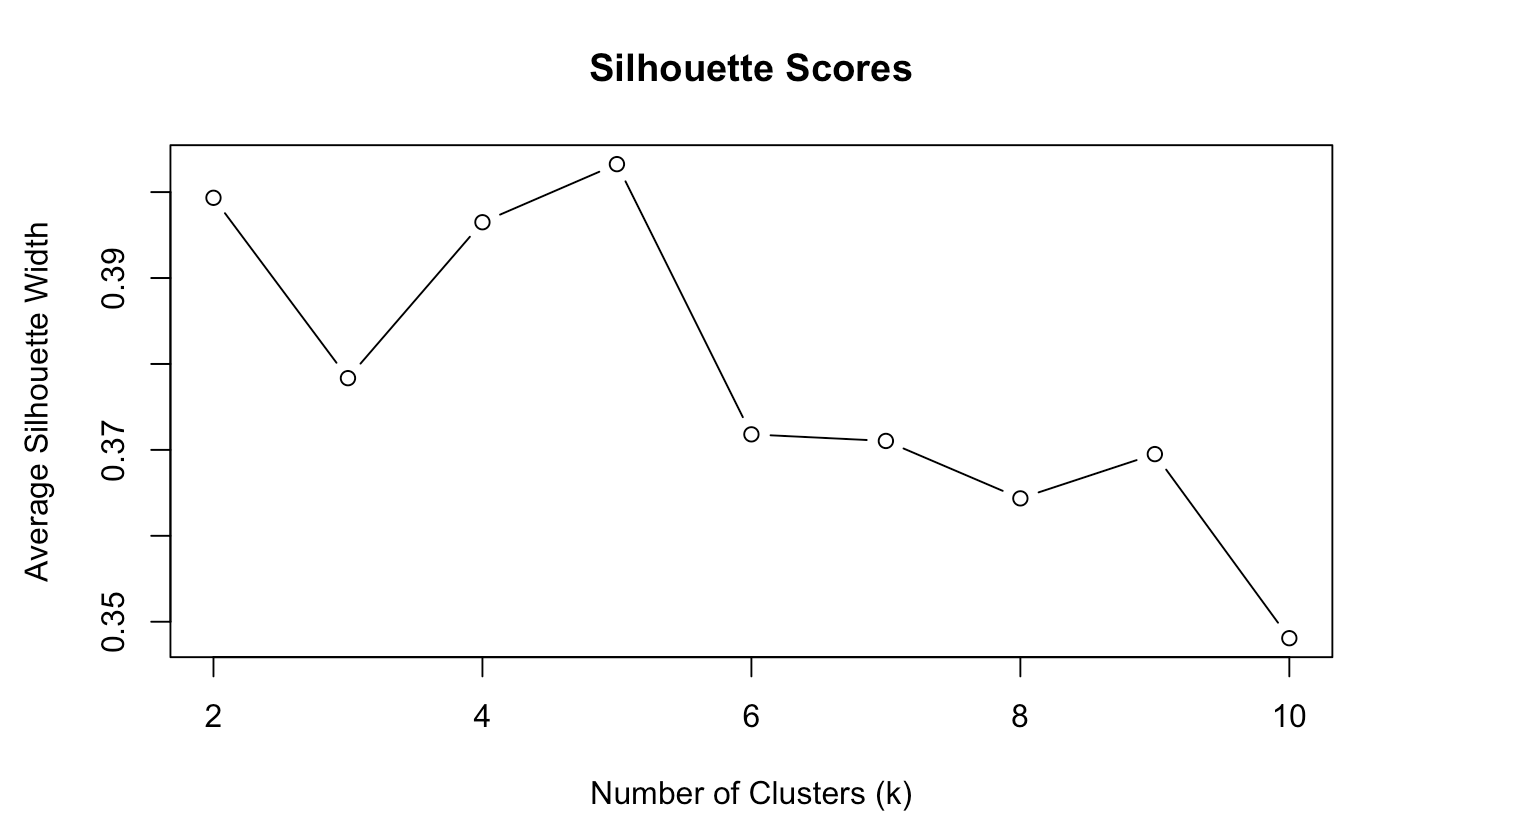 Silhouette Scores
Average Silhouette Width
0.39
0.37
0.35
2 4 6 8 10
Number of Clusters (k)